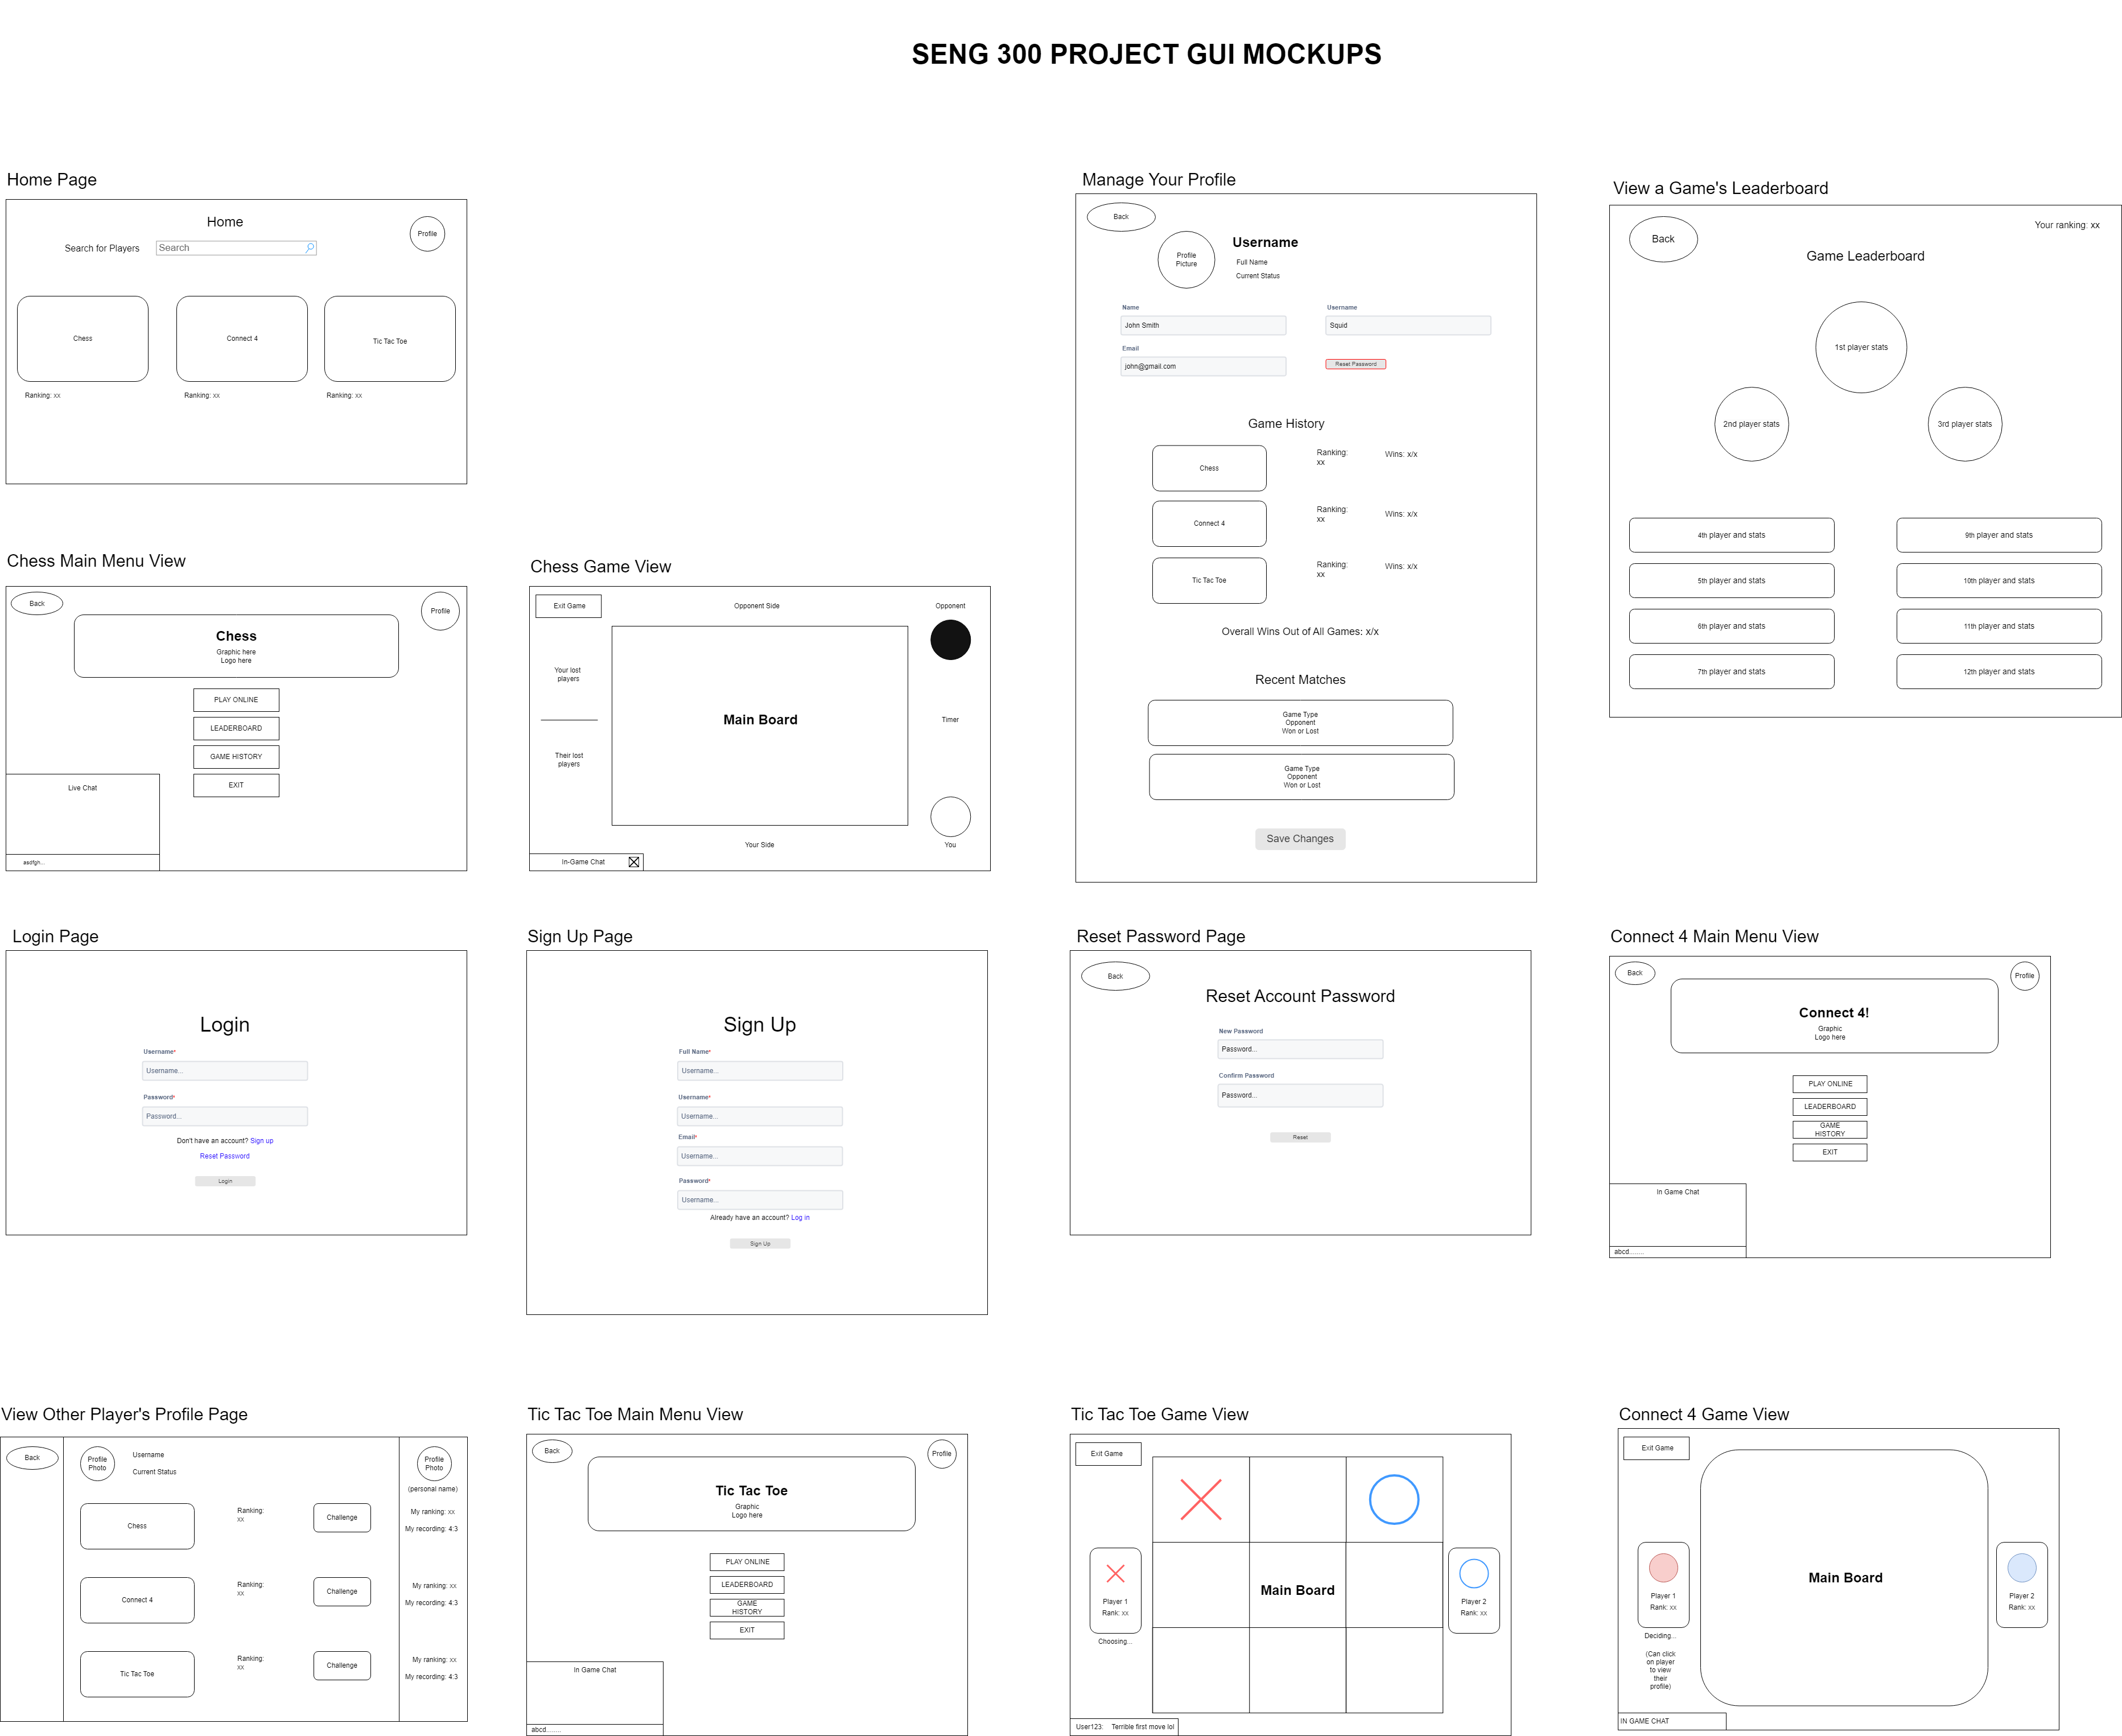 SENG 300 PROJECT GUI MOCKUPS
Home Page
Home
Profile
Search for Players
Search
Chess
Connect 4
Tic Tac Toe
Ranking: xx
Ranking: xx
Ranking: xx
Manage Your Profile
Back
Profile
Picture
Username
Full Name
Current Status
Name
Username
John Smith
Squid
Email
john@gmail.com
Reset Password
Game History
Chess
Ranking:
xx
Wins: x/x
Connect 4
Ranking:
xx
Wins: x/x
Tic Tac Toe
Ranking:
xx
Wins: x/x
Overall Wins Out of All Games: x/x
Recent Matches
Game Type
Opponent
Won or Lost
Game Type
Opponent
Won or Lost
Save Changes
View a Game's Leaderboard
Back
Your ranking: xx
Game Leaderboard
1st player stats
2nd player stats
3rd player stats
4th player and stats
9th player and stats
5th player and stats
10th player and stats
6th player and stats
11th player and stats
7th player and stats
12th player and stats
Chess Main Menu View
Back
Profile
Chess
Graphic here
Logo here
PLAY ONLINE
LEADERBOARD
GAME HISTORY
EXIT
Live Chat
asdfgh...
Chess Game View
Exit Game
Opponent Side
Opponent
Your lost
players
Main Board
Timer
Their lost
players
Your Side
You
In-Game Chat
Login Page
Login
Username*
Username...
Password*
Password...
Don't have an account? Sign up
Reset Password
Login
Sign Up Page
Sign Up
Full Name*
Username...
Username*
Username...
Email*
Username...
Password*
Username...
Already have an account? Log in
Sign Up
Reset Password Page
Back
Reset Account Password
New Password
Password...
Confirm Password
Password...
Reset
Connect 4 Main Menu View
Back
Profile
Connect 4!
Graphic
Logo here
PLAY ONLINE
LEADERBOARD
GAME
HISTORY
EXIT
In Game Chat
abcd.......
View Other Player's Profile Page
Back
Profile
Photo
Username
Current Status
Profile
Photo
(personal name)
Chess
Ranking:
xx
Challenge
My ranking: xx
My recording: 4:3
Connect 4
Ranking:
xx
Challenge
My ranking: xx
My recording: 4:3
Tic Tac Toe
Ranking:
xx
Challenge
My ranking: xx
My recording: 4:3
Tic Tac Toe Main Menu View
Back
Profile
Tic Tac Toe
Graphic
Logo here
PLAY ONLINE
LEADERBOARD
GAME
HISTORY
EXIT
In Game Chat
abcd.......
Tic Tac Toe Game View
Exit Game
Main Board
Player 1
Rank: xx
Choosing...
Player 2
Rank: xx
User123: Terrible first move lol
Connect 4 Game View
Exit Game
Main Board
Player 1
Rank: xx
Deciding...
(Can click
on player
to view
their
profile)
Player 2
Rank: xx
IN GAME CHAT